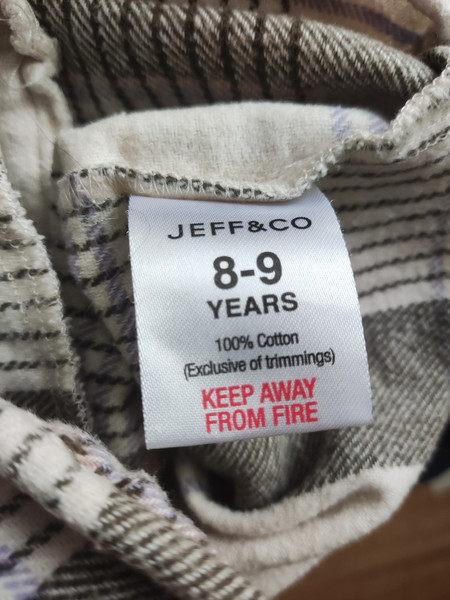 JEFF&CO
8-9
YEARS
100% Cotton
(Exclusive of trimmings)
KEEP AWAY
FROM FIRE